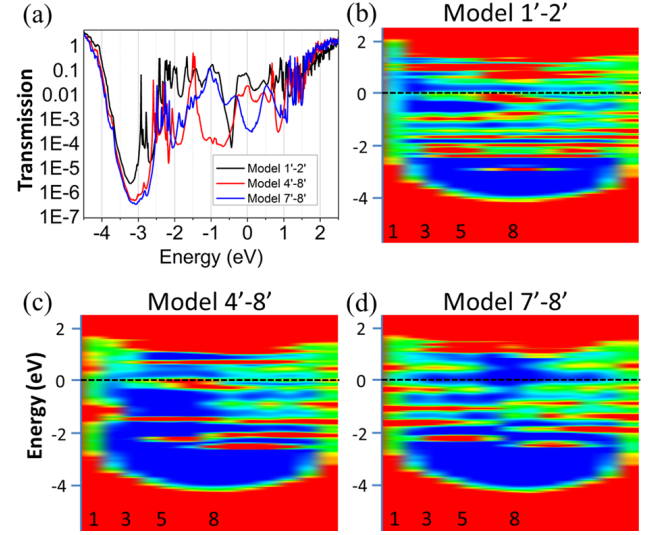 (a)
Transmission
1
0.1
0.01
1E-3
1E-4
1E-5
1E-6
1E-7
Model 1'-2'
Model 4'-8'
Model 7'-8'
-4 -3 -2 -1 0 1 2
Energy (eV)
(b) Model 1'-2'
2
0
-2
-4
1 3 5 8
(c) Model 4'-8'
Energy (eV)
2
0
-2
-4
1 3 5 8
(d) Model 7'-8'
2
0
-2
-4
1 3 5 8